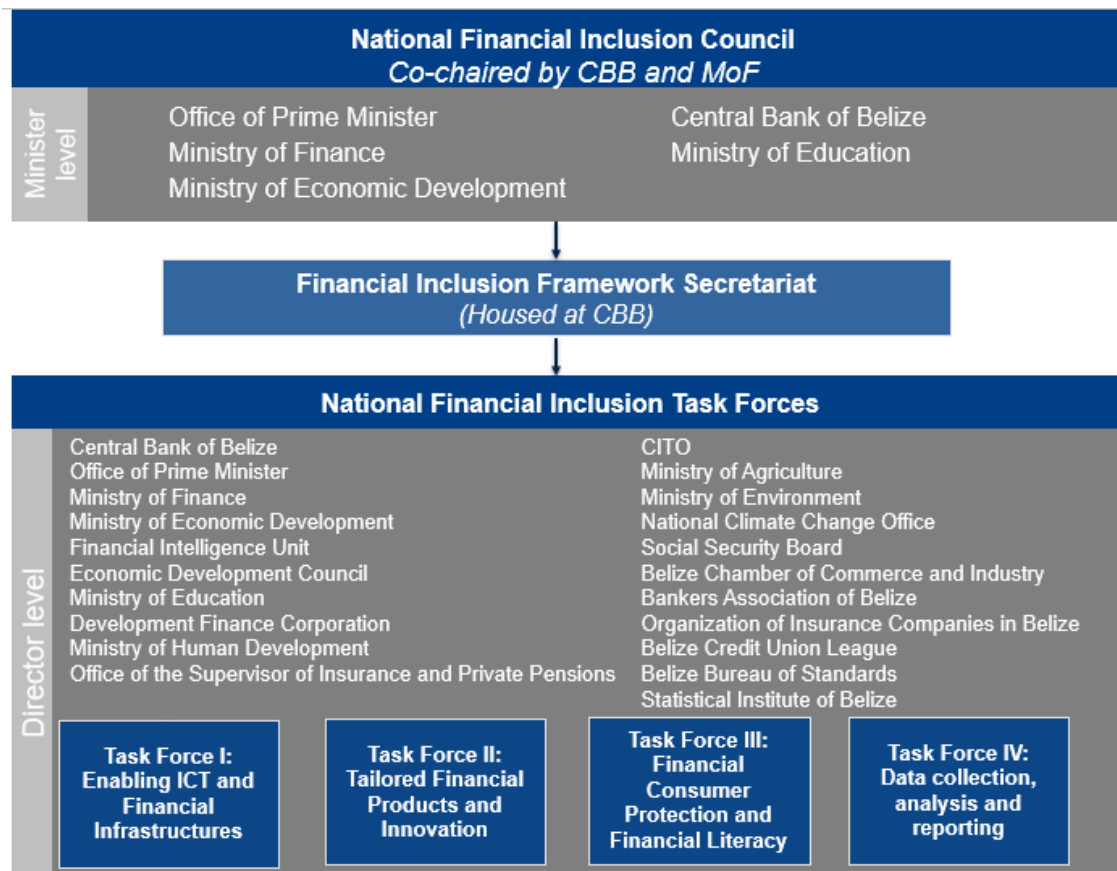 National Financial Inclusion Council
Co-chaired by CBB and MoF
Minister
level
Office of Prime Minister
Ministry of Finance
Ministry of Economic Development
Central Bank of Belize
Ministry of Education
Financial Inclusion Framework Secretariat
(Housed at CBB)
National Financial Inclusion Task Forces
Director level
Central Bank of Belize
Office of Prime Minister
Ministry of Finance
Ministry of Economic Development
Financial Intelligence Unit
Economic Development Council
Ministry of Education
Development Finance Corporation
Ministry of Human Development
Office of the Supervisor of Insurance and Private Pensions
CITO
Ministry of Agriculture
Ministry of Environment
National Climate Change Office
Social Security Board
Belize Chamber of Commerce and Industry
Bankers Association of Belize
Organization of Insurance Companies in Belize
Belize Credit Union League
Belize Bureau of Standards
Statistical Institute of Belize
Task Force I:
Enabling ICT and
Financial
Infrastructures
Task Force II:
Tailored Financial
Products and
Innovation
Task Force III:
Financial
Consumer
Protection and
Financial Literacy
Task Force IV:
Data collection,
analysis and
reporting